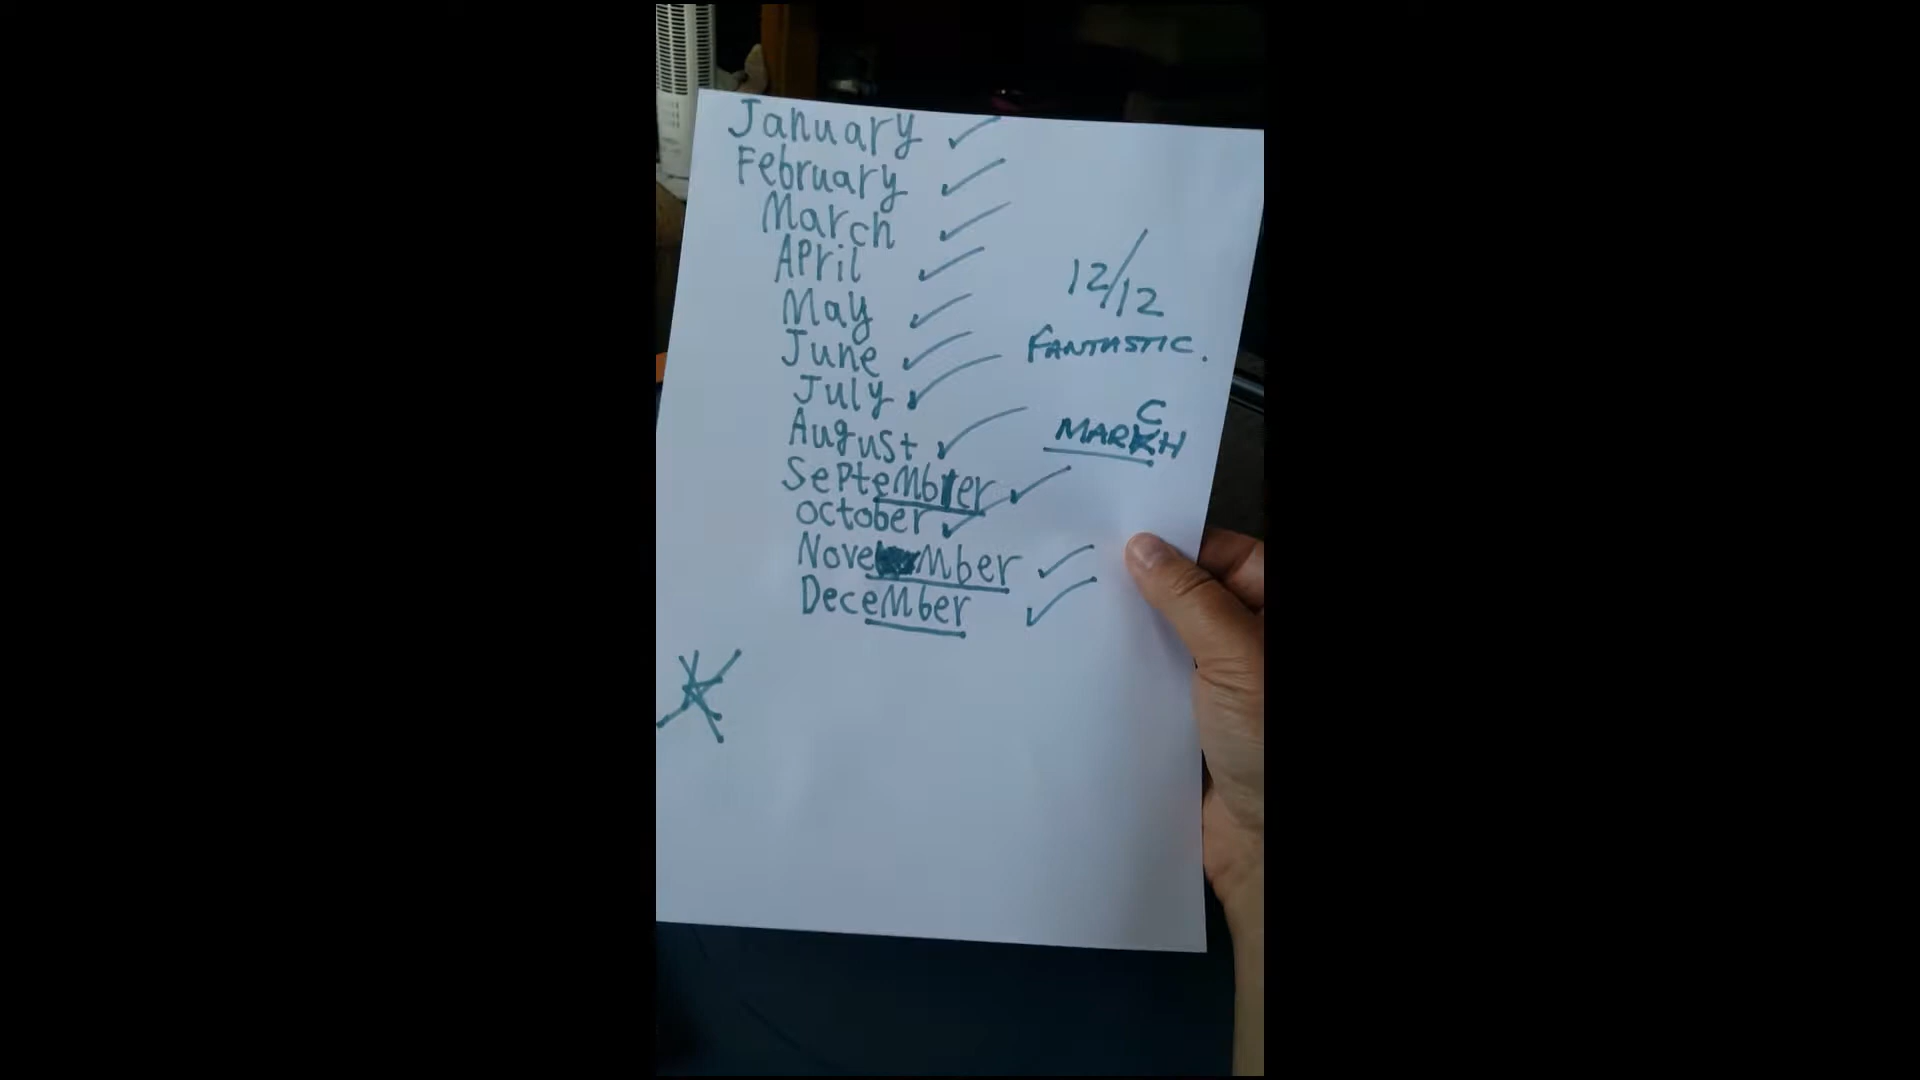 January
February
March
April
May
June
July
August
September
october
November
December
12/12
FANTASTIC.
C
MARKH